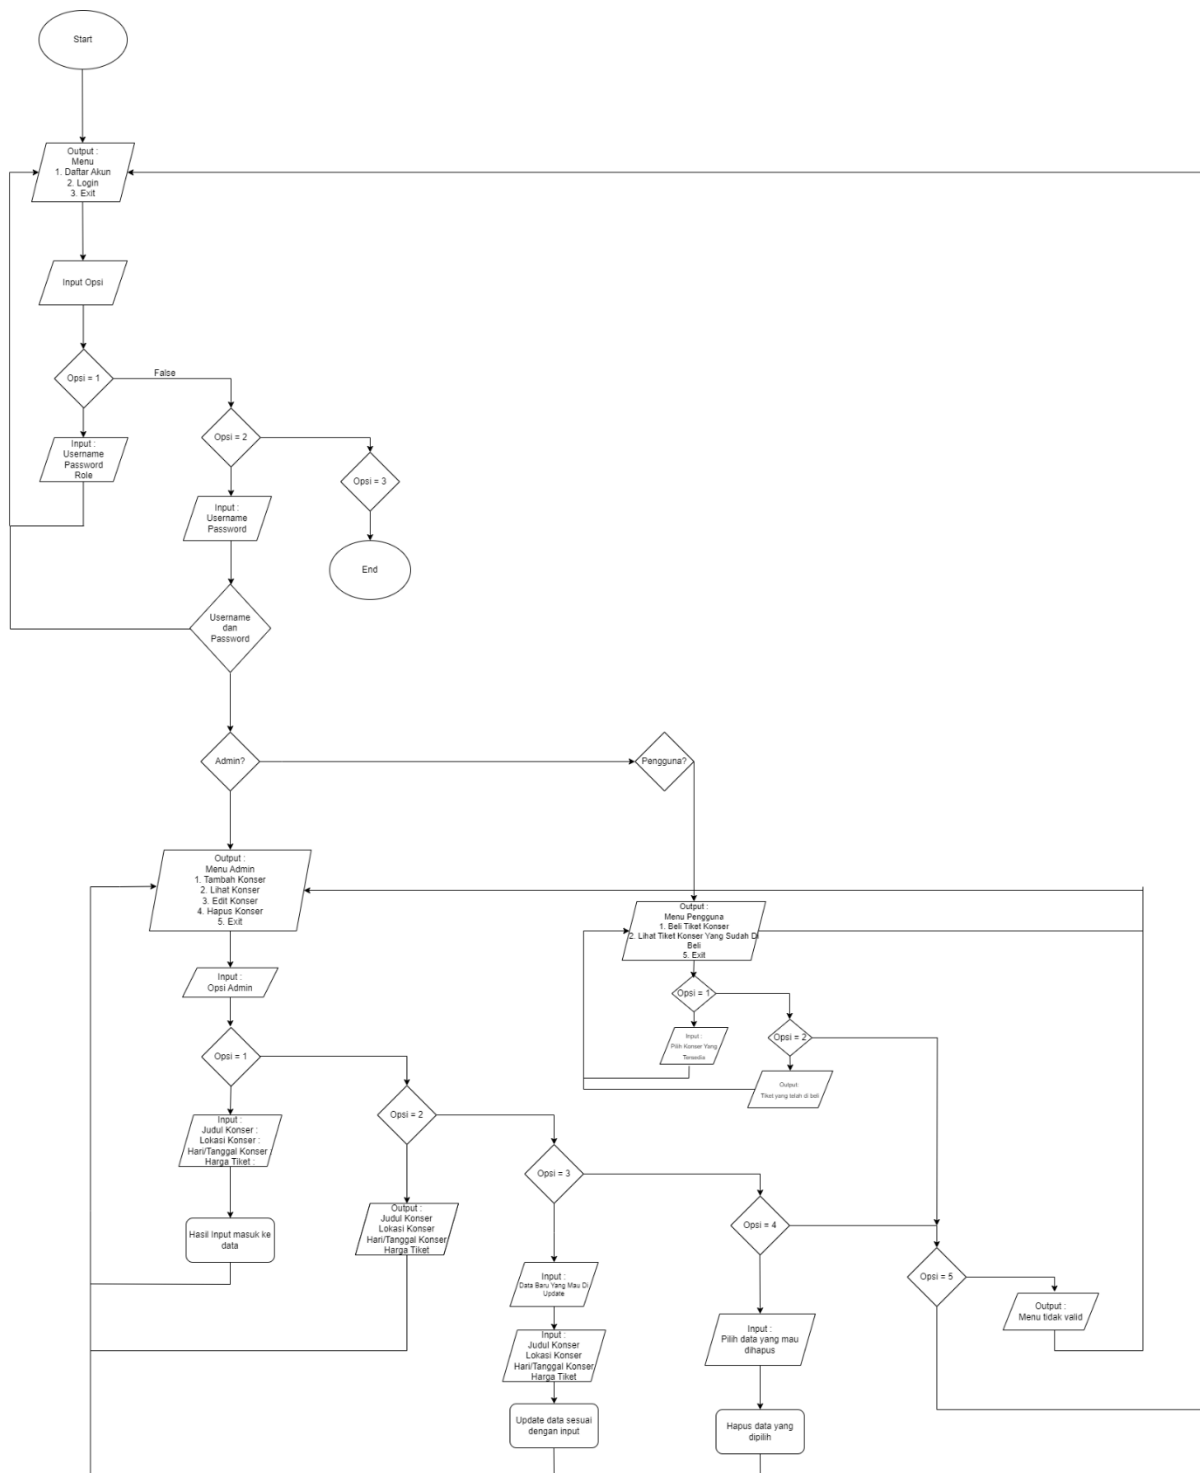 Start
Output :
Menu
1. Daftar Akun
2. Login
3. Exit
Input Opsi
Opsi = 1
False
Input :
Username
Password
Role
Opsi = 2
Opsi = 3
Input :
Username
Password
End
Username
dan
Password
Admin?
Pengguna?
Output :
Menu Admin
1. Tambah Konser
2. Lihat Konser
3. Edit Konser
4. Hapus Konser
5. Exit
Output :
Menu Pengguna
1. Beli Tiket Konser
2. Lihat Tiket Konser Yang Sudah Di
Beli
5. Exit
Input :
Opsi Admin
Opsi = 1
Opsi = 2
Input :
Pilih Konser Yang
Tersedia
Output:
Tiket yang telah di beli
Opsi = 1
Opsi = 2
Input :
Judul Konser :
Lokasi Konser :
Hari/Tanggal Konser
Harga Tiket :
Hasil Input masuk ke
data
Output :
Judul Konser
Lokasi Konser
Hari/Tanggal Konser
Harga Tiket
Opsi = 3
Opsi = 4
Opsi = 5
Input :
Data Baru Yang Mau Di
Update
Input :
Judul Konser
Lokasi Konser
Hari/Tanggal Konser
Harga Tiket
Update data sesuai
dengan input
Input :
Pilih data yang mau
dihapus
Hapus data yang
dipilih
Output :
Menu tidak valid